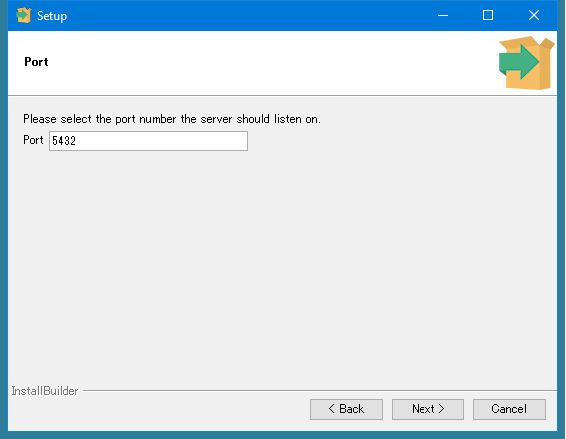 Setup
Port
Please select the port number the server should listen on.
Port 5432
InstallBuilder
< Back Next > Cancel